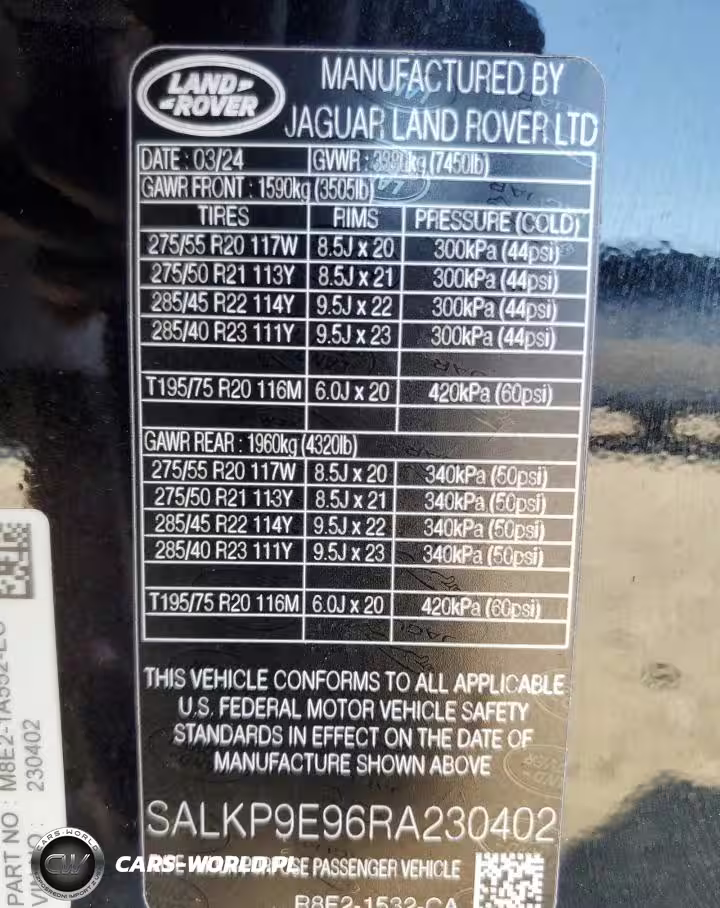 LAND
ROVER
MANUFACTURED BY
JAGUAR LAND ROVER LTD
DATE : 03/24 GVWR : (7450lb)
GAWR FRONT : 1590kg (3505lb)
TIRES RIMS PRESSURE (COLD)
275/55 R20 117W 8.5J x 20 300kPa (44psi)
275/50 R21 113Y 8.5J x 21 300kPa (44psi)
285/45 R22 114Y 9.5J x 22 300kPa (44psi)
285/40 R23 111Y 9.5J x 23 300kPa (44psi)
T195/75 R20 116M 6.0J x 20 420kPa (60psi)
GAWR REAR : 1960kg (4320lb)
275/55 R20 117W 8.5J x 20 340kPa (50psi)
275/50 R21 113Y 8.5J x 21 340kPa (50psi)
285/45 R22 114Y 9.5J x 22 340kPa (50psi)
285/40 R23 111Y 9.5J x 23 340kPa (50psi)
T195/75 R20 116M 6.0J x 20 420kPa (60psi)
THIS VEHICLE CONFORMS TO ALL APPLICABLE
U.S. FEDERAL MOTOR VEHICLE SAFETY
STANDARDS IN EFFECT ON THE DATE OF
MANUFACTURE SHOWN ABOVE
SALKP9E96RA230402
PASSENGER VEHICLE
R8E2-1532-CA
PART NO :
230402
CARS-WORLD
CW
CARS-WORLD.PL